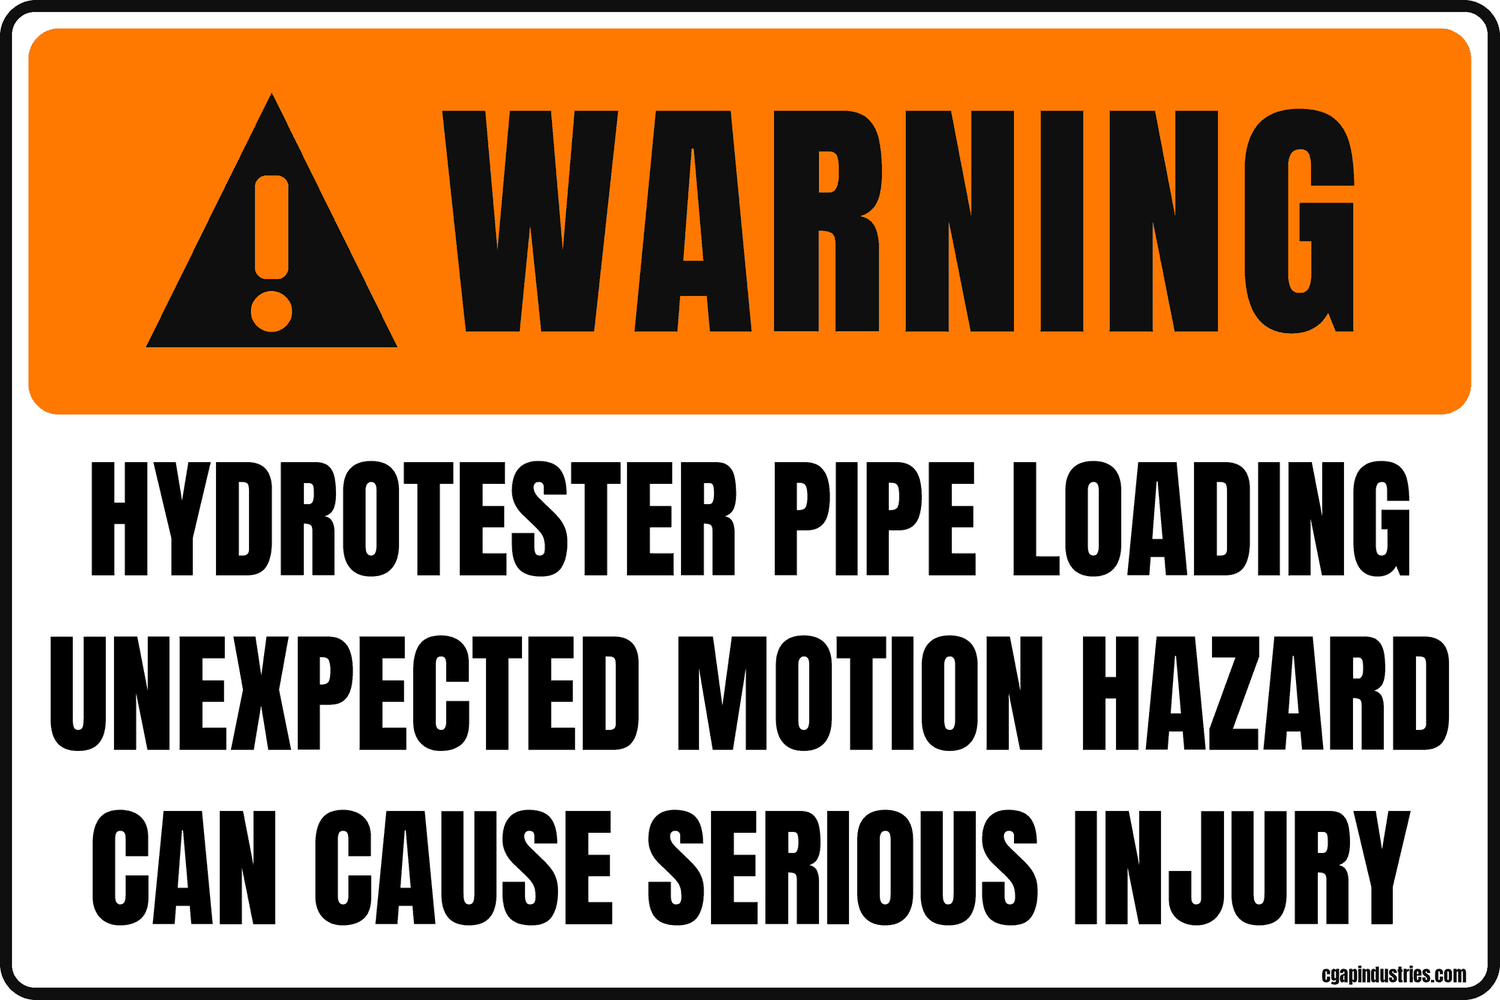 WARNING
HYDROTESTER PIPE LOADING
UNEXPECTED MOTION HAZARD
CAN CAUSE SERIOUS INJURY
cgapindustries.com